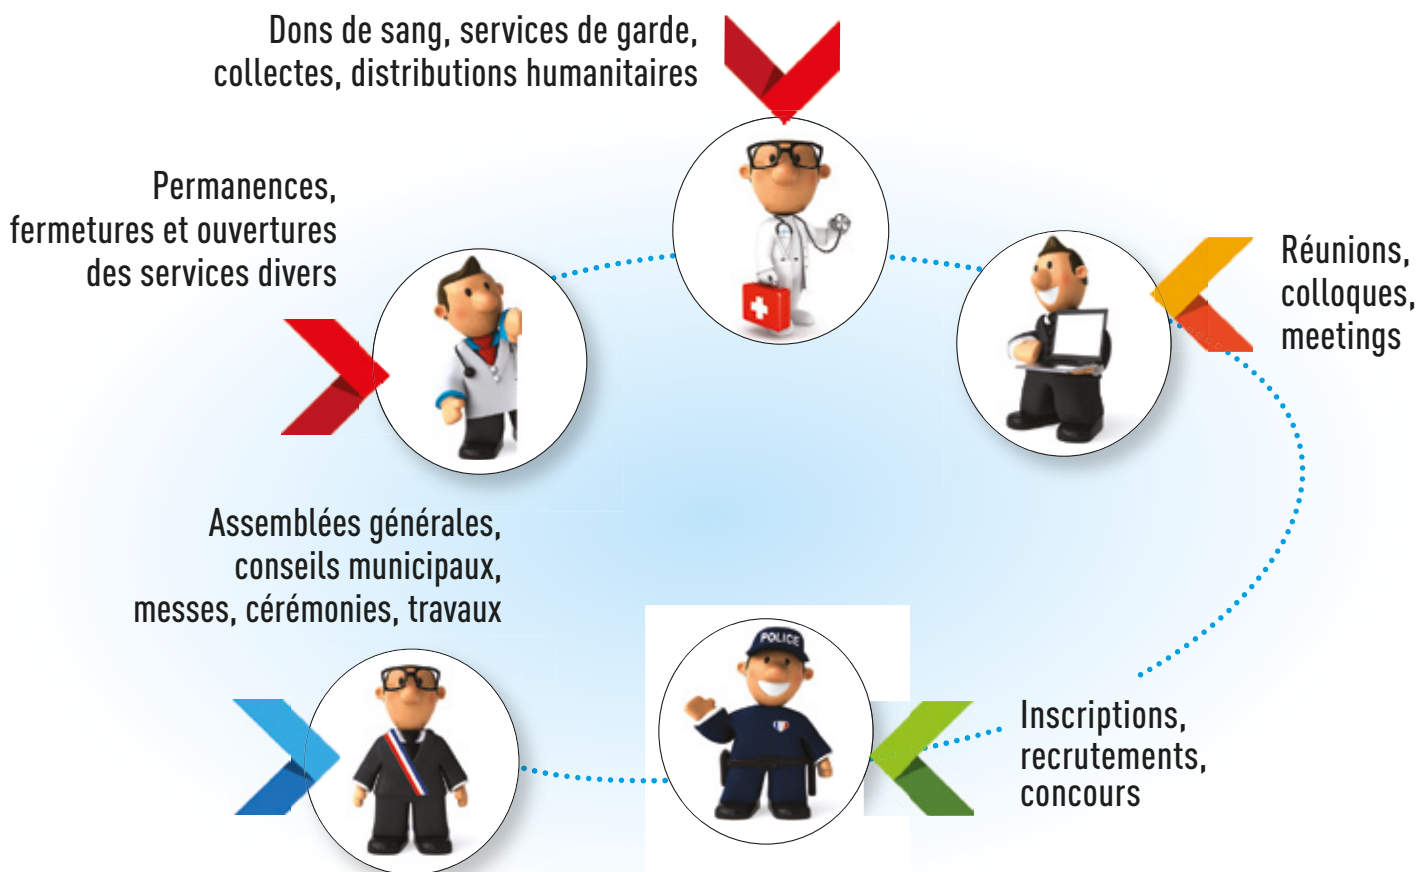 Dons de sang, services de garde,
collectes, distributions humanitaires
Permanences,
fermetures et ouvertures
des services divers
Réunions,
colloques,
meetings
Assemblées générales,
conseils municipaux,
messes, cérémonies, travaux
POLICE
Inscriptions,
recrutements,
concours